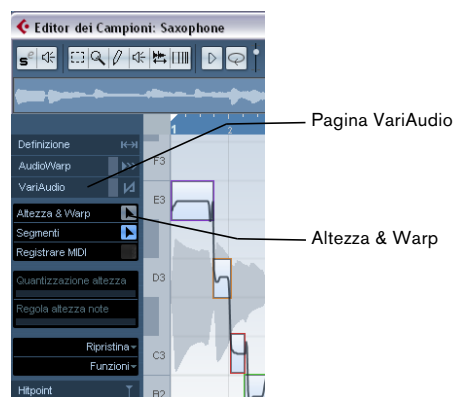 Editor dei Campioni: Saxophone
Pagina VariAudio
1
2
Definizione
AudioWarp
VariAudio
F3
E3
Altezza & Warp
Altezza & Warp
Segmenti
Registrare MIDI
Quantizzazione altezza
D3
Regola altezza note
Ripristina
C3
Funzioni
Hitpoint
B2